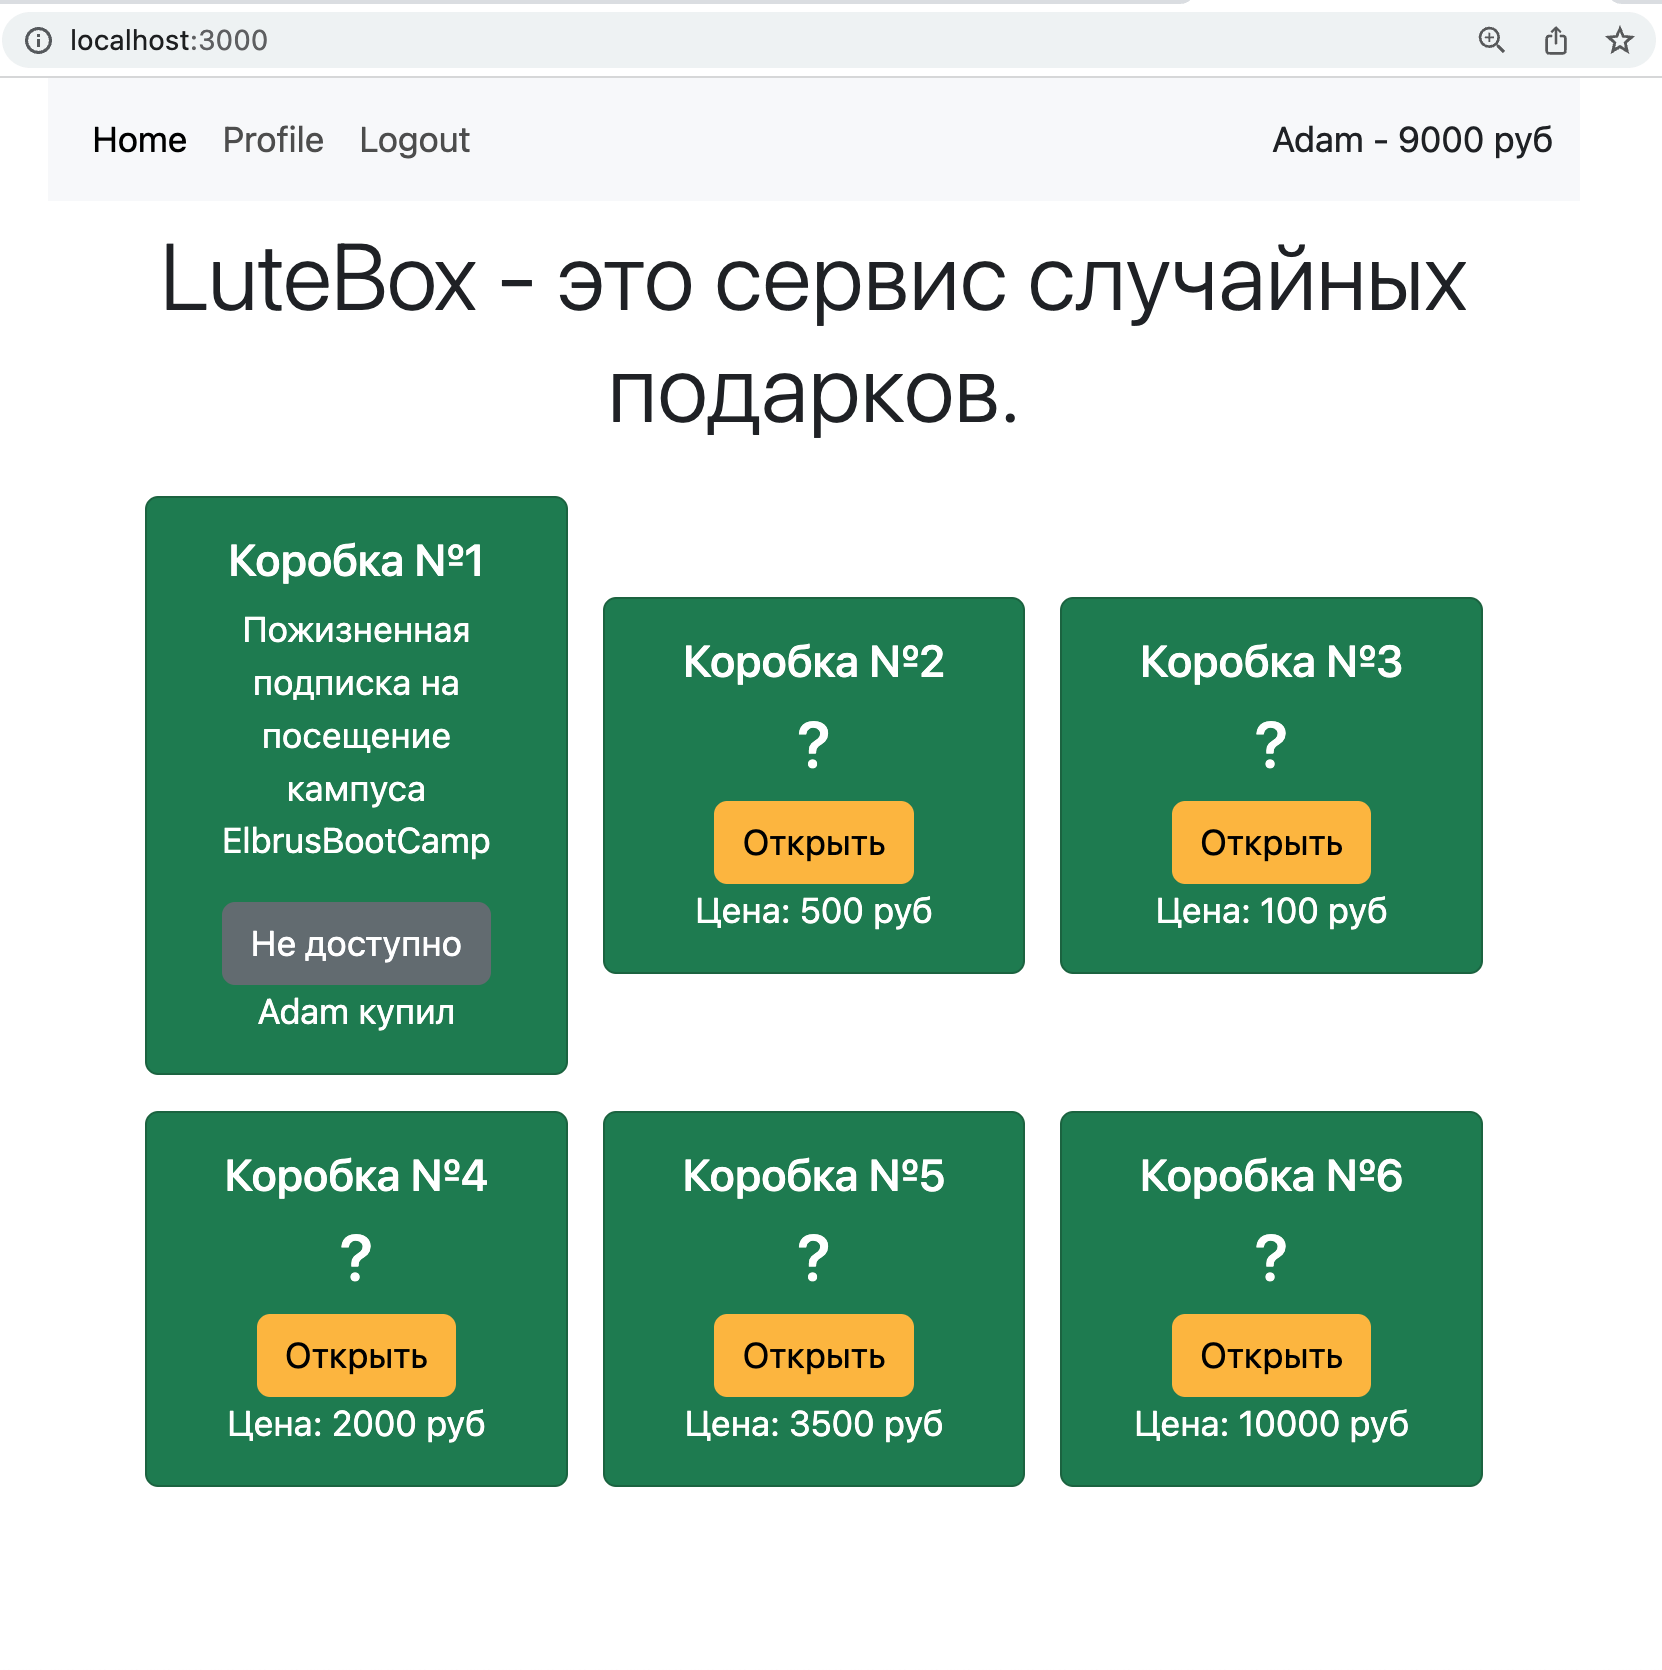 localhost:3000
Home Profile Logout Adam - 9000 руб
LuteBox - это сервис случайных
подарков.
Коробка №1
Пожизненная
подписка на
посещение
кампуса
ElbrusBootCamp
Не доступно
Adam купил
Коробка №2
?
Открыть
Цена: 500 руб
Коробка №3
?
Открыть
Цена: 100 руб
Коробка №4
?
Открыть
Цена: 2000 руб
Коробка №5
?
Открыть
Цена: 3500 руб
Коробка №6
?
Открыть
Цена: 10000 руб